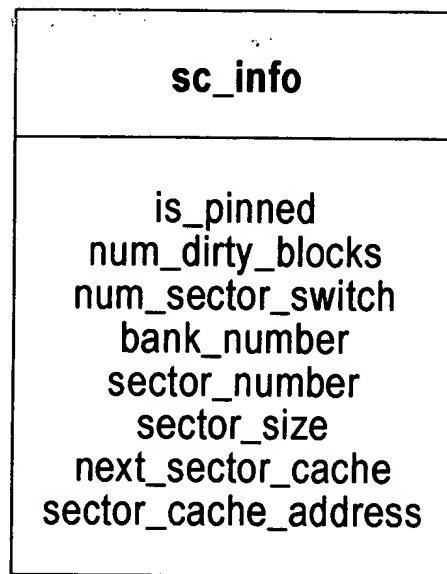 sc_info
is_pinned
num_dirty_blocks
num_sector_switch
bank_number
sector_number
sector_size
next_sector_cache
sector_cache_address